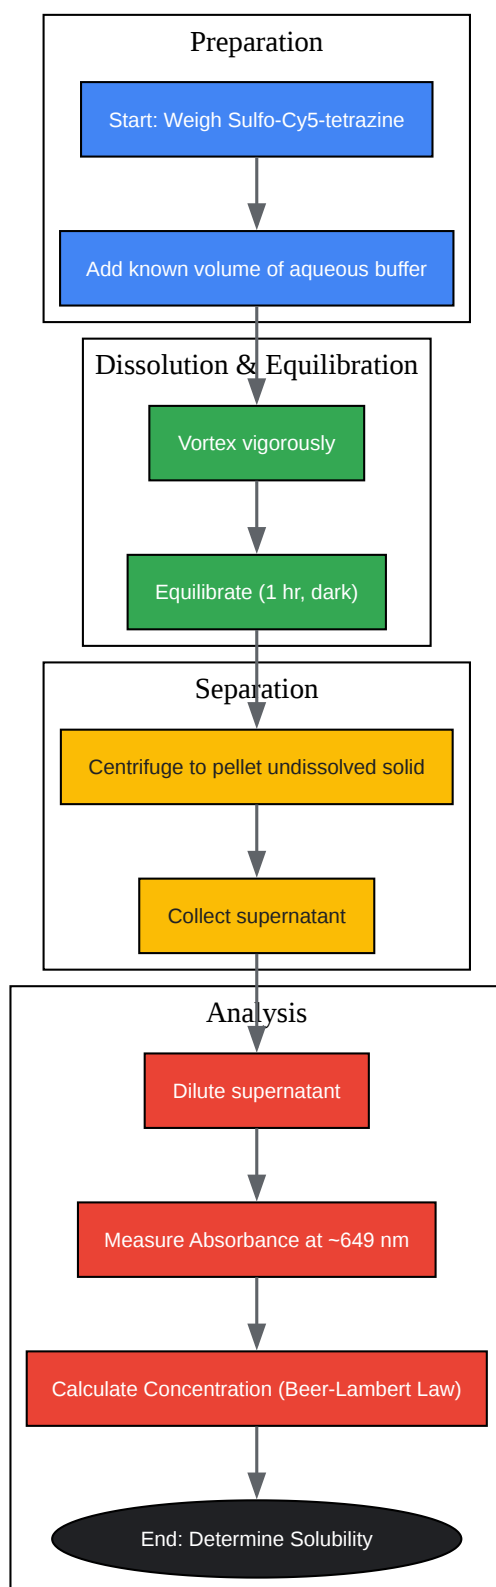 Preparation
Start: Weigh Sulfo-Cy5-tetrazine
Add known volume of aqueous buffer
Dissolution & Equilibration
Vortex vigorously
Equilibrate (1 hr, dark)
Separation
Centrifuge to pellet undissolved solid
Collect supernatant
Analysis
Dilute supernatant
Measure Absorbance at ~649 nm
Calculate Concentration (Beer-Lambert Law)
End: Determine Solubility